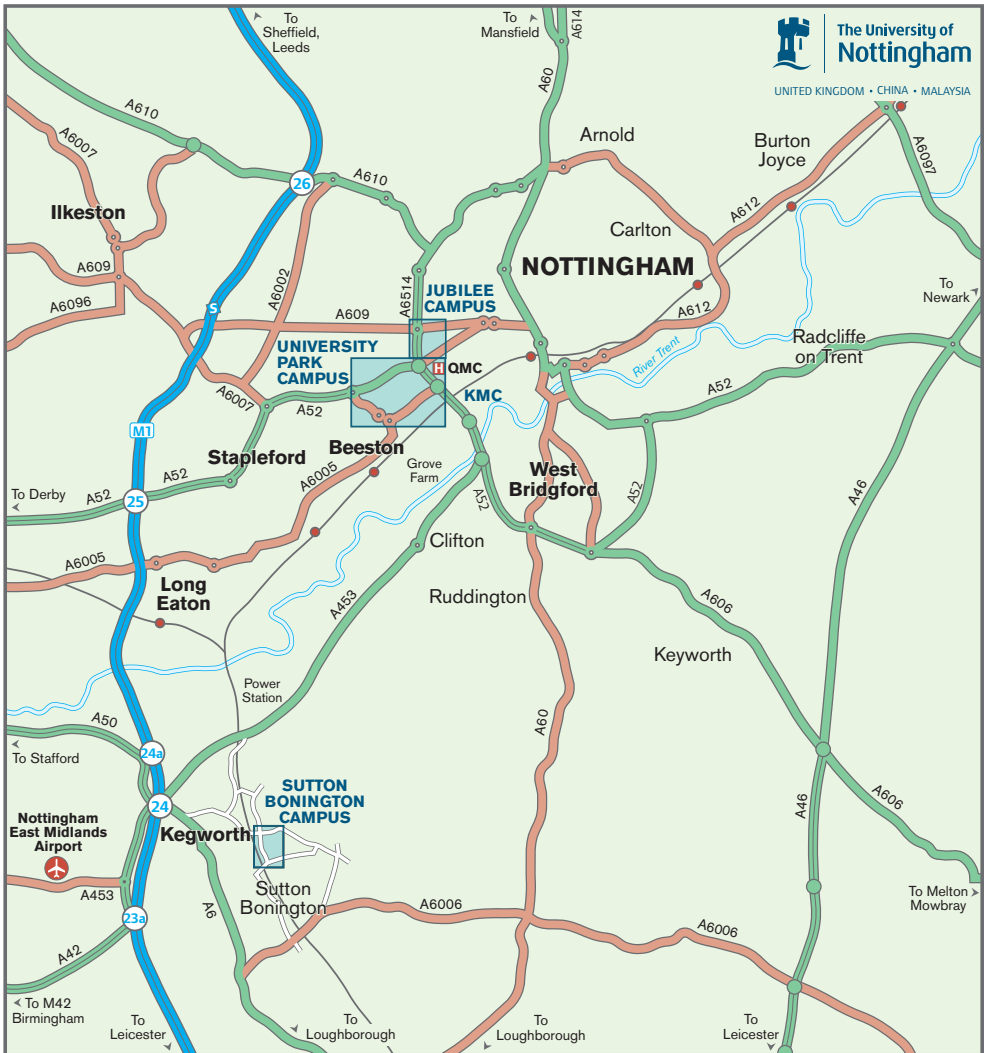 To
Sheffield,
Leeds
To
Mansfield
A614
The University of
Nottingham
UNITED KINGDOM • CHINA • MALAYSIA
A60
A610
A6007
Arnold
Burton
Joyce
A6097
26
A610
Ilkeston
A612
Carlton
A609
A6002
NOTTINGHAM
A6096
A6514
JUBILEE
CAMPUS
To
Newark
S
A609
A612
UNIVERSITY
PARK
CAMPUS
River Trent
Radcliffe
on Trent
H
QMC
A6007
A52
KMC
A52
M1
Beeston
Stapleford
Grove
Farm
West
Bridgford
A6005
A52
A52
A52
A46
To Derby
A52
25
Clifton
A6005
Long
Eaton
A453
Ruddington
A606
Keyworth
Power
Station
A50
A60
To Stafford
24a
24
SUTTON
BONINGTON
CAMPUS
A606
A46
Nottingham
East Midlands
Airport
Kegworth
A453
Sutton
Bonington
A6
To Melton
Mowbray
A6006
23a
A6006
A42
To M42
Birmingham
To
Leicester
To
Loughborough
To
Loughborough
To
Leicester